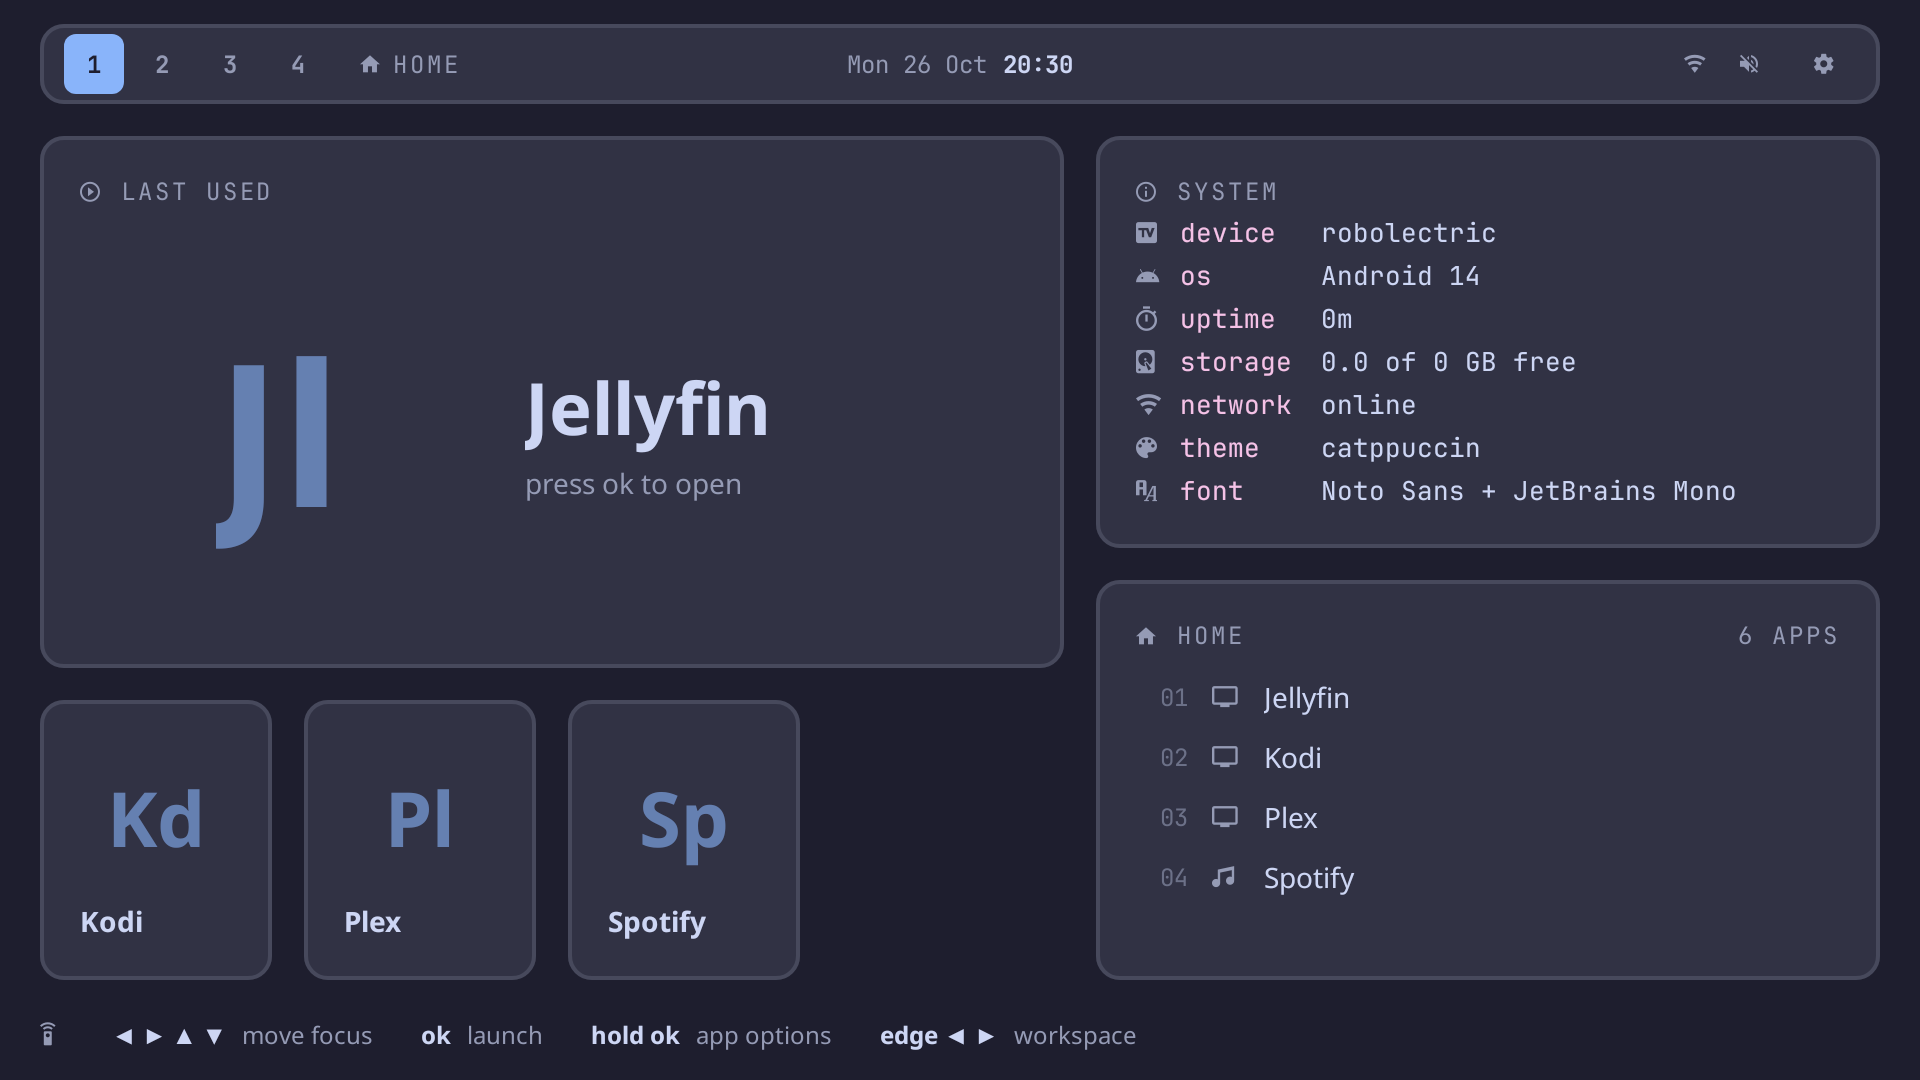 1 2 3 4 HOME Mon 26 Oct 20:30
LAST USED
Jl
Jellyfin
press ok to open
Kd
Kodi
Pl
Plex
Sp
Spotify
SYSTEM
TV device robolectric
os Android 14
uptime 0m
storage 0.0 of 0 GB free
network online
theme catppuccin
font Noto Sans + JetBrains Mono
HOME 6 APPS
01 Jellyfin
02 Kodi
03 Plex
04 Spotify
◀ ▶ ▲ ▼ move focus ok launch hold ok app options edge ◀ ▶ workspace